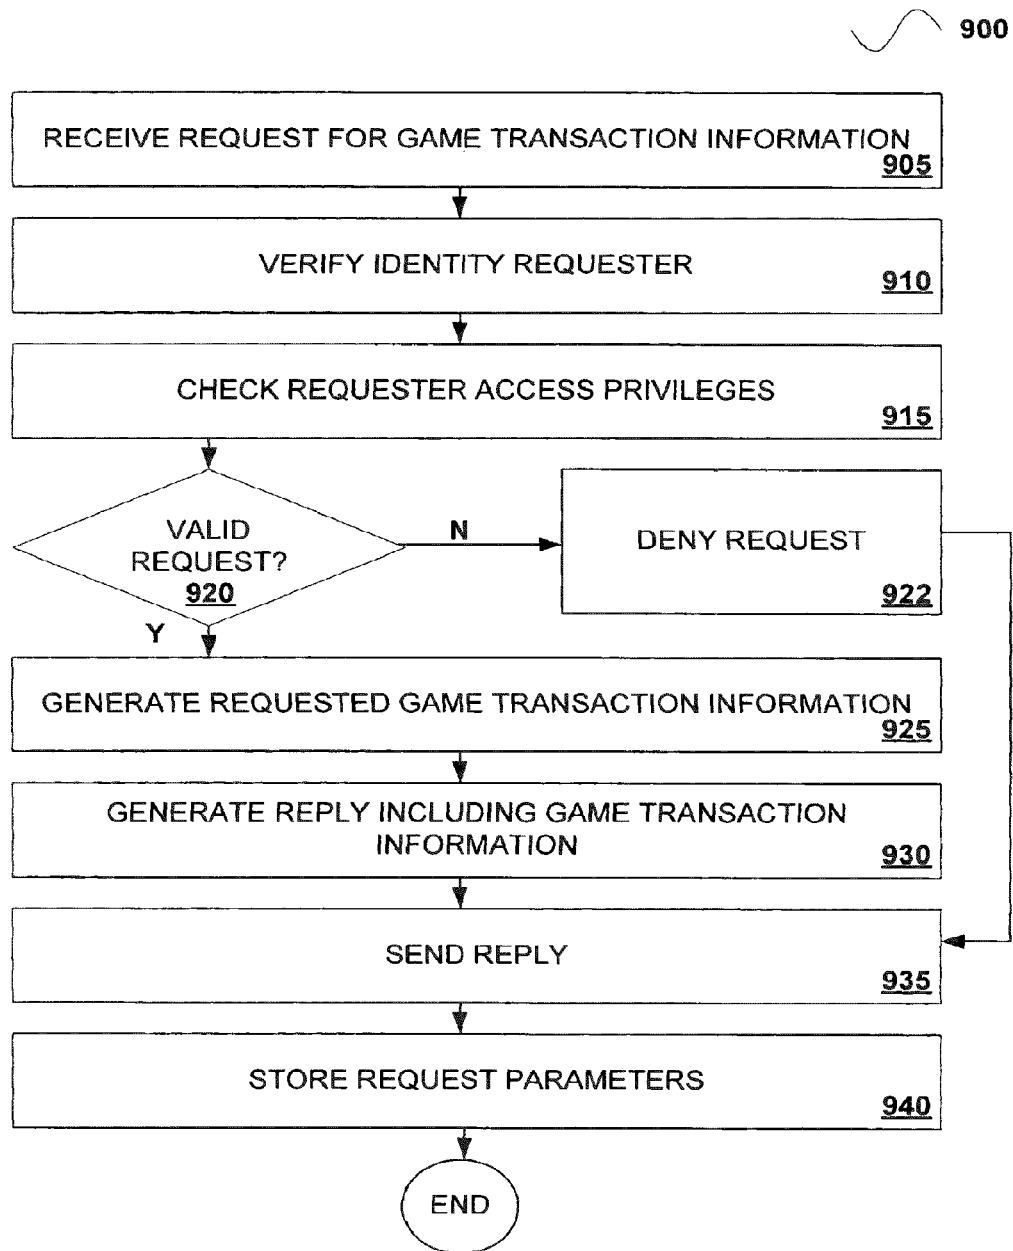 900
RECEIVE REQUEST FOR GAME TRANSACTION INFORMATION
905
VERIFY IDENTITY REQUESTER
910
CHECK REQUESTER ACCESS PRIVILEGES
915
VALID
REQUEST?
920
N
DENY REQUEST
922
Y
GENERATE REQUESTED GAME TRANSACTION INFORMATION
925
GENERATE REPLY INCLUDING GAME TRANSACTION
INFORMATION
930
SEND REPLY
935
STORE REQUEST PARAMETERS
940
END